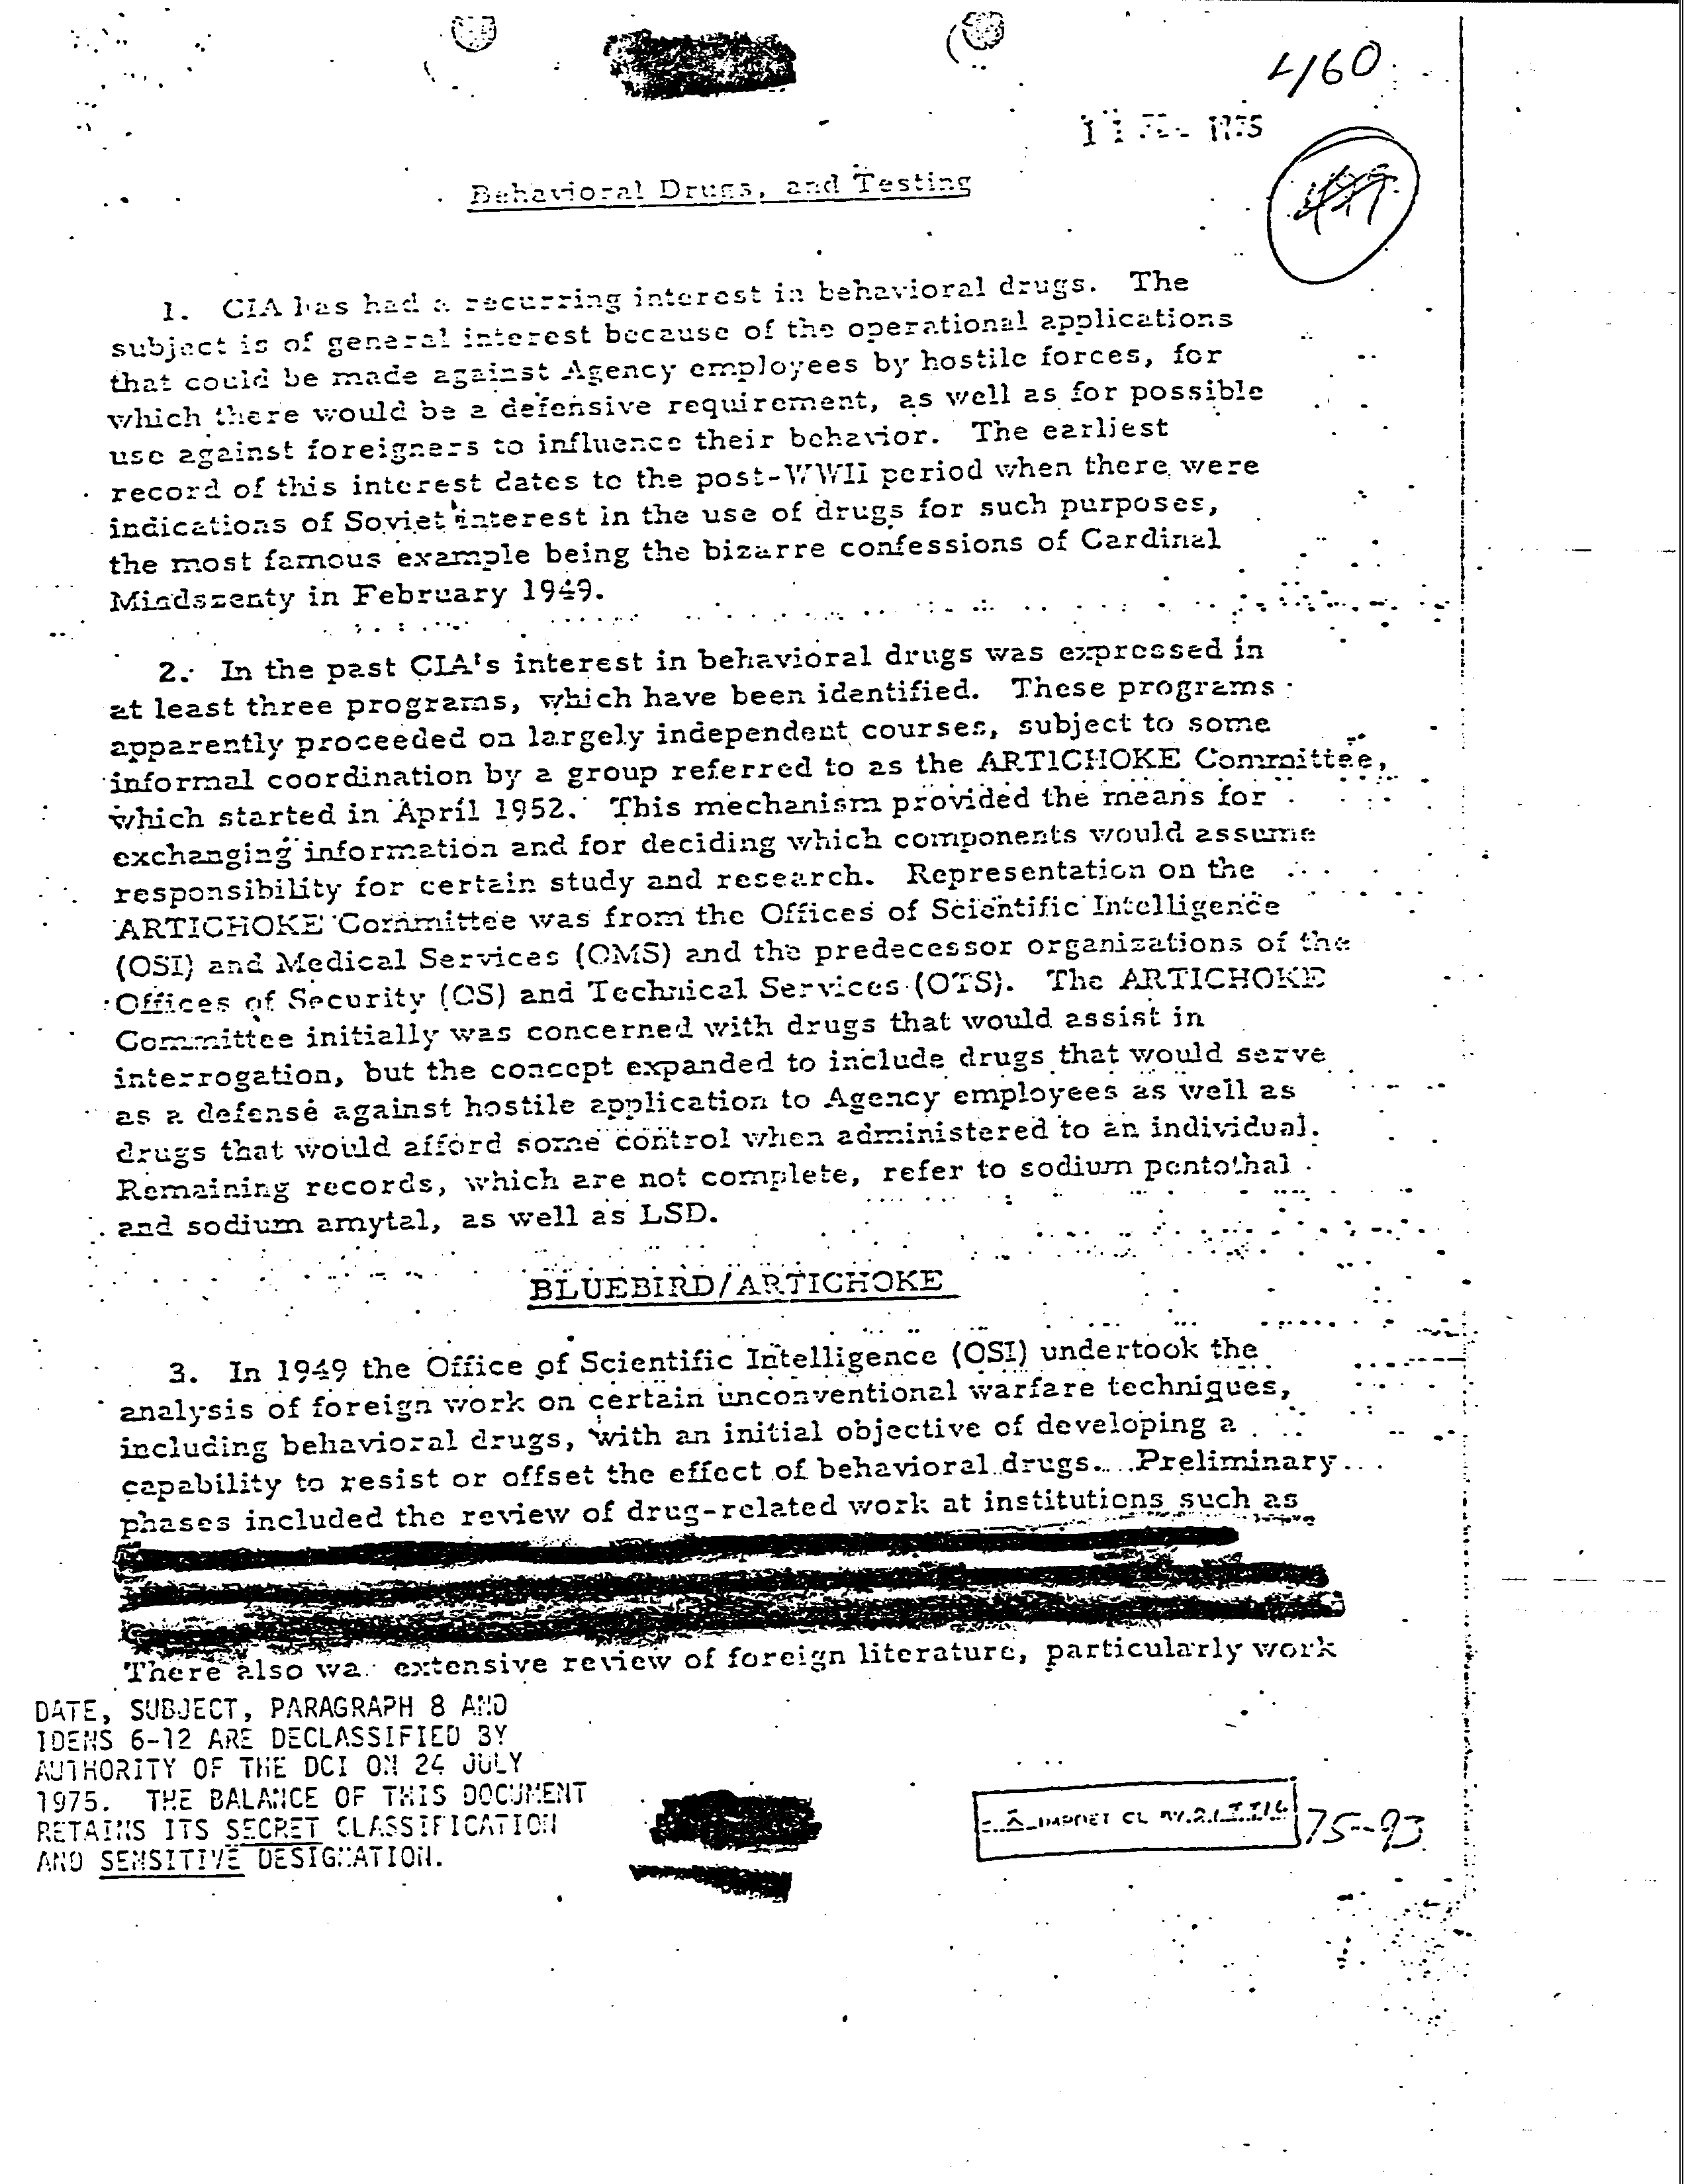 4160
1975
Behavioral Drugs, and Testing
1. CIA has had a recurring interest in behavioral drugs. The
subject is of general interest because of the operational applications
that could be made against Agency employees by hostile forces, for
which there would be a defensive requirement, as well as for possible
use against foreigners to influence their behavior. The earliest
record of this interest dates to the post-WWII period when there were
indications of Soviet interest in the use of drugs for such purposes,
the most famous example being the bizarre confessions of Cardinal
Mindszenty in February 1949.
2. In the past CIA's interest in behavioral drugs was expressed in
at least three programs, which have been identified. These programs
apparently proceeded on largely independent courses, subject to some
informal coordination by a group referred to as the ARTICHOKE Committee,
which started in April 1952. This mechanism provided the means for
exchanging information and for deciding which components would assume
responsibility for certain study and research. Representation on the
ARTICHOKE Committee was from the Offices of Scientific Intelligence
(OSI) and Medical Services (OMS) and the predecessor organizations of the
Offices of Security (OS) and Technical Services (OTS). The ARTICHOKE
Committee initially was concerned with drugs that would assist in
interrogation, but the concept expanded to include drugs that would serve
as a defense against hostile application to Agency employees as well as
drugs that would afford some control when administered to an individual.
Remaining records, which are not complete, refer to sodium pentothal
and sodium amytal, as well as LSD.
BLUEBIRD/ARTICHOKE
3. In 1949 the Office of Scientific Intelligence (OSI) undertook the
analysis of foreign work on certain unconventional warfare techniques,
including behavioral drugs, with an initial objective of developing a
capability to resist or offset the effect of behavioral drugs. Preliminary
phases included the review of drug-related work at institutions such as
There also wa extensive review of foreign literature, particularly work
DATE, SUBJECT, PARAGRAPH 8 AND
IDENS 6-12 ARE DECLASSIFIED BY
AUTHORITY OF THE DCI ON 24 JULY
1975. THE BALANCE OF THIS DOCUMENT
RETAINS ITS SECRET CLASSIFICATION
AND SENSITIVE DESIGNATION.
IMPDET CL BY
75-93